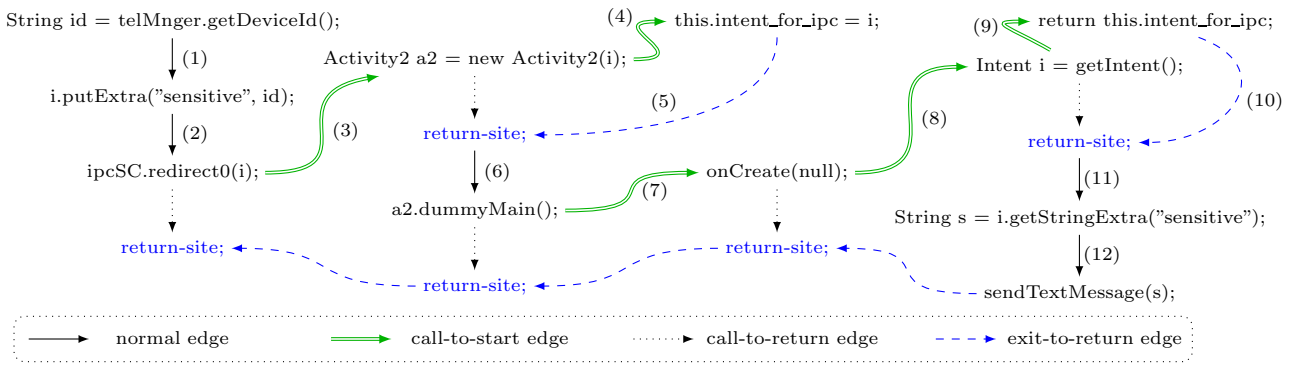 String id = telMnger.getDeviceId();
(1)
i.putExtra("sensitive", id);
(2)
ipcSC.redirect0(i);
return-site;
(3)
Activity2 a2 = new Activity2(i);
return-site;
(6)
a2.dummyMain();
return-site;
(4)
this.intent_for_ipc = i;
(5)
(7)
onCreate(null);
return-site;
(8)
(9)
return this.intent_for_ipc;
Intent i = getIntent();
(10)
return-site;
(11)
String s = i.getStringExtra("sensitive");
(12)
sendTextMessage(s);
normal edge
call-to-start edge
call-to-return edge
exit-to-return edge